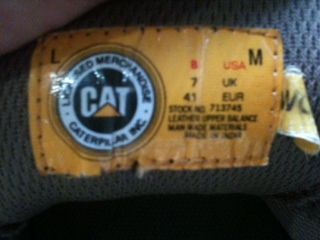 L M
LICENSED MERCHANDISE
CAT
CATERPILLAR INC.
8 USA
7 UK
41 EUR
STOCK NO. 713745
LEATHER UPPER BALANCE
MAN MADE MATERIALS
MADE IN INDIA